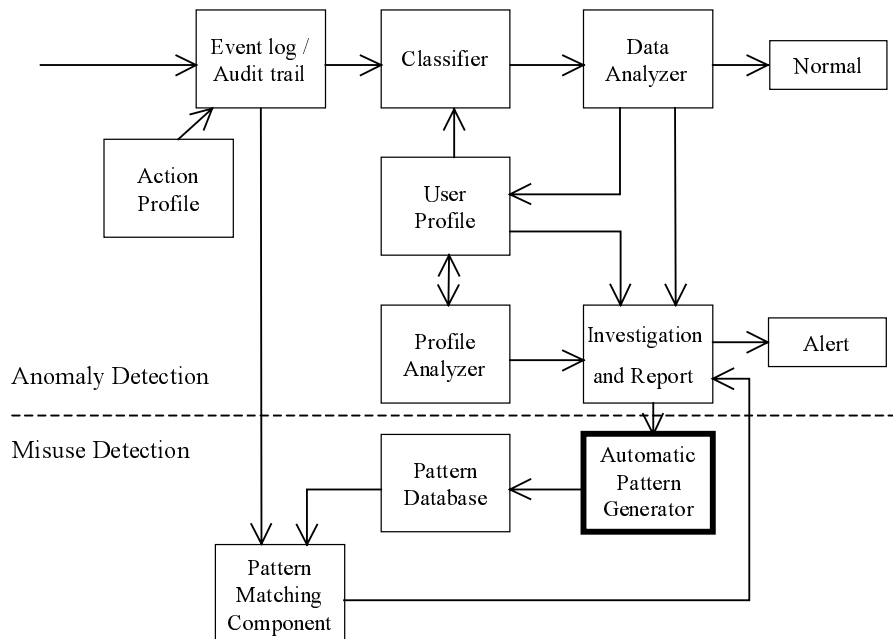 Event log /
Audit trail
Classifier
Data
Analyzer
Normal
Action
Profile
User
Profile
Profile
Analyzer
Investigation
and Report
Alert
Anomaly Detection
Misuse Detection
Pattern
Database
Automatic
Pattern
Generator
Pattern
Matching
Component